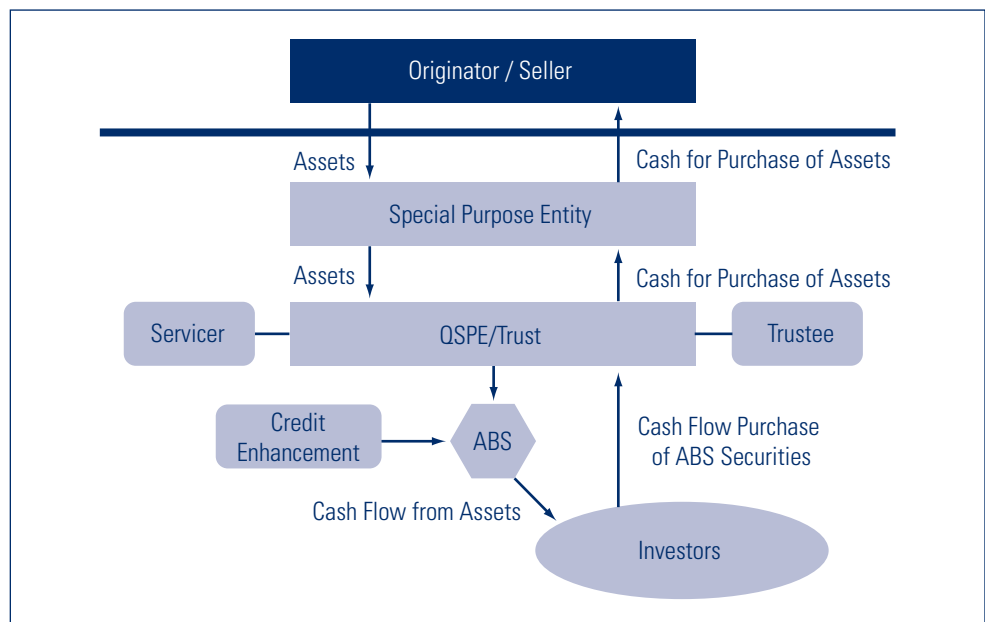 Originator / Seller
Assets
Cash for Purchase of Assets
Special Purpose Entity
Assets
Cash for Purchase of Assets
Servicer
QSPE/Trust
Trustee
Credit
Enhancement
ABS
Cash Flow Purchase
of ABS Securities
Cash Flow from Assets
Investors